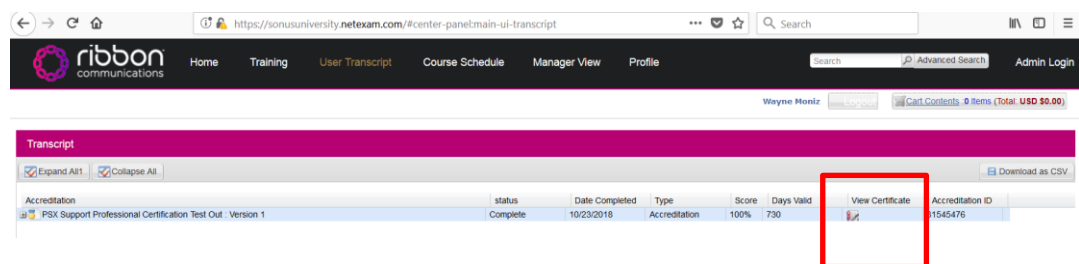 https://sonusuniversity.netexam.com/#center-panel:main-ui-transcript
Search
ribbon
communications
Home Training User Transcript Course Schedule Manager View Profile
Search Advanced Search Admin Login
Wayne Moniz Cart Contents :0 Items (Total: USD $0.00)
Transcript
Expand All1 Collapse All Download as CSV
Accreditation status Date Completed Type Score Days Valid View Certificate Accreditation ID
PSX Support Professional Certification Test Out : Version 1 Complete 10/23/2018 Accreditation 100% 730 1545476